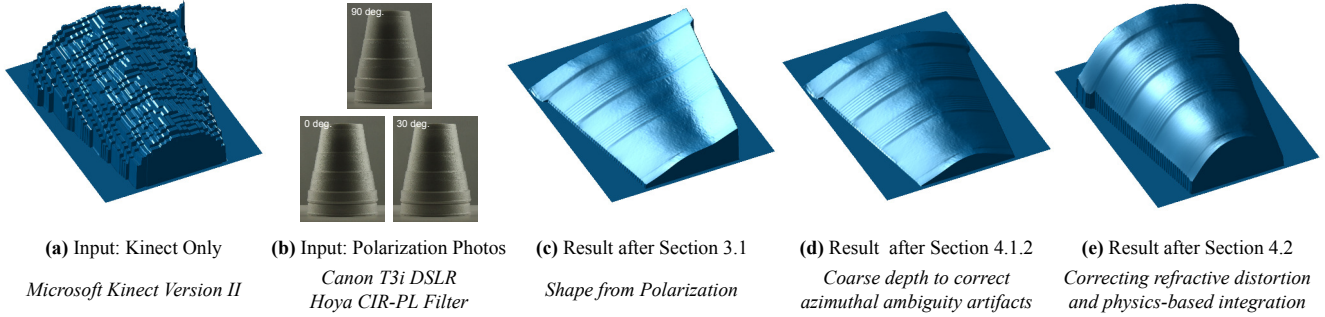 90 deg.
0 deg.
30 deg.
(a) Input: Kinect Only
(b) Input: Polarization Photos
(c) Result after Section 3.1
(d) Result after Section 4.1.2
(e) Result after Section 4.2
Microsoft Kinect Version II
Canon T3i DSLR
Hoya CIR-PL Filter
Shape from Polarization
Coarse depth to correct
azimuthal ambiguity artifacts
Correcting refractive distortion
and physics-based integration